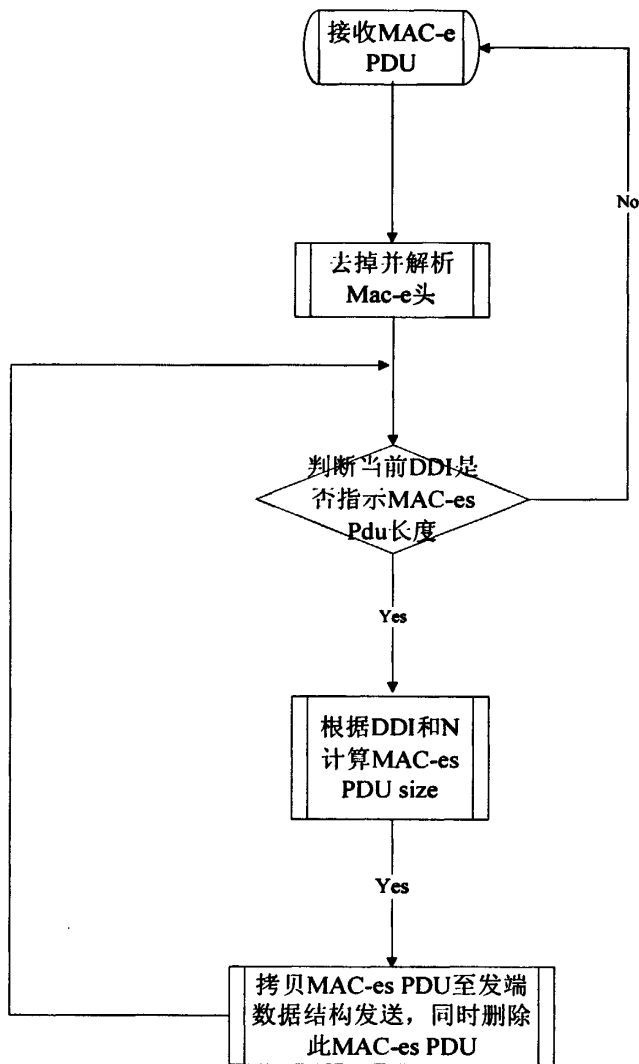 接收MAC-e
PDU
No
去掉并解析
Mac-e头
判断当前DDI是
否指示MAC-es
Pdu长度
Yes
根据DDI和N
计算MAC-es
PDU size
Yes
拷贝MAC-es PDU至发端
数据结构发送，同时删除
此MAC-es PDU